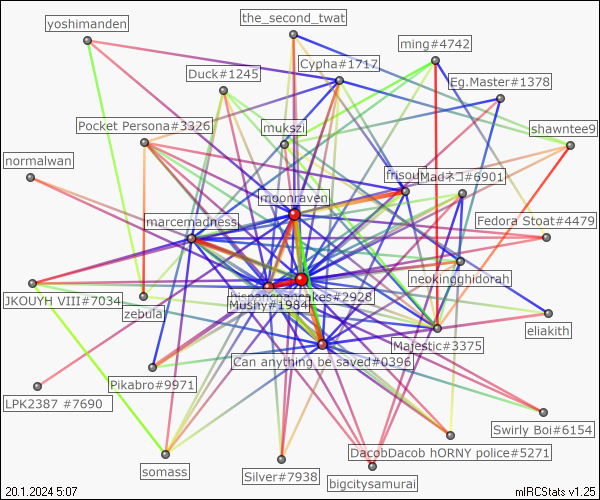 the_second_twat
yoshimanden
ming#4742
Cypha#1717
Duck#1245
Eg.Master#1378
Pocket Persona#3326
mukszi
shawntee9
normalwan
Madネコ#6901
moonraven
marcemadness
Fedora Stoat#4479
neokingghidorah
JKOUYH VIII#7034
Mushy#1984
zebula
eliakith
Majestic#3375
Can anything be saved#0396
Pikabro#9971
LPK2387 #7690
Swirly Boi#6154
DacobDacob hORNY police#5271
somass
Silver#7938
bigcitysamurai
20.1.2024 5:07
mIRCStats v1.25